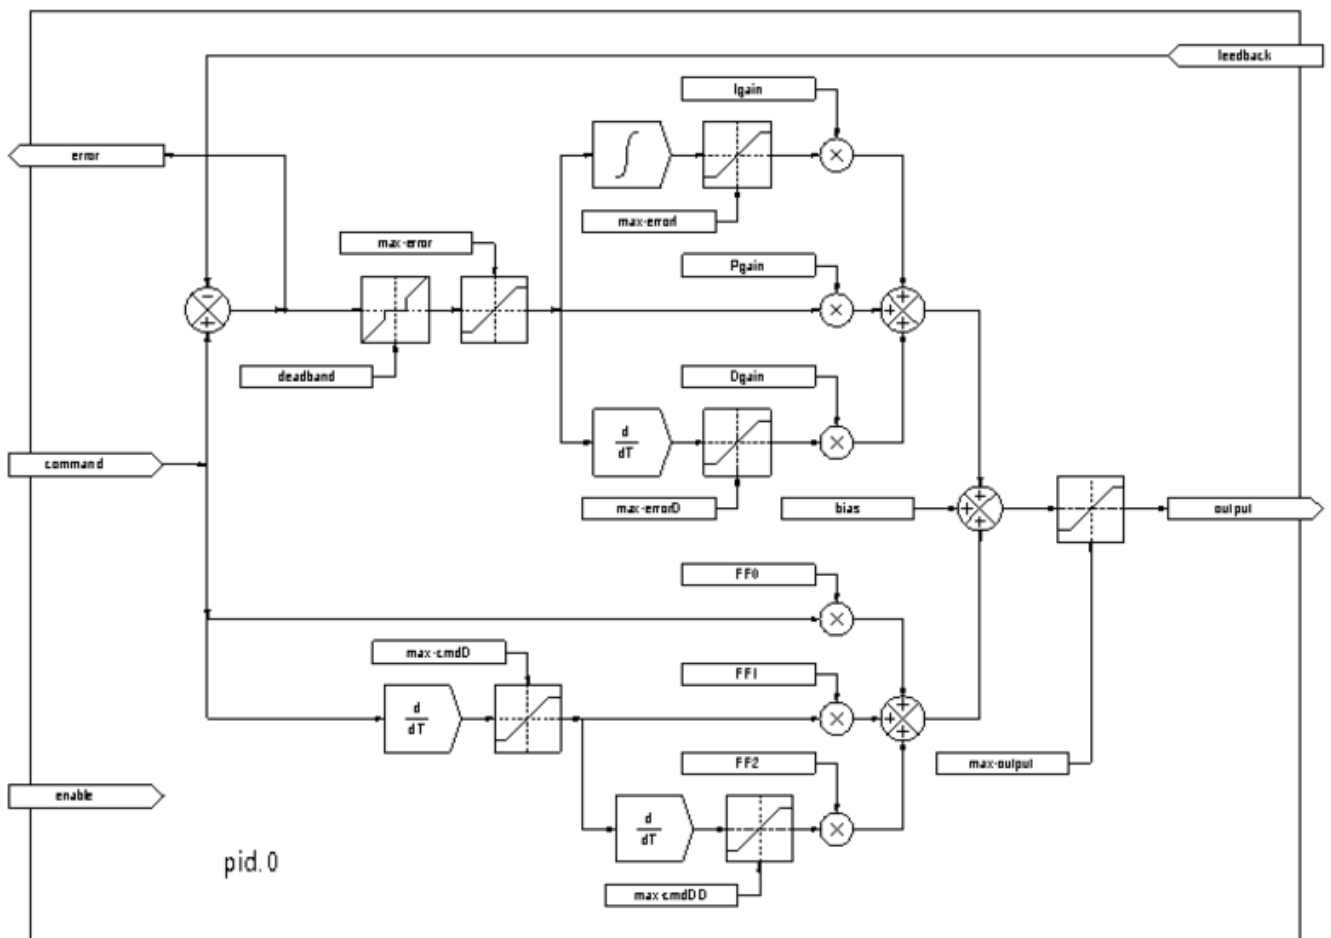 feedback
Igain
error
max-errorI
max-error
Pgain
deadband
Dgain
d
dT
command
max-errorD
bias
output
FF0
max-cmdD
FF1
d
dT
FF2
max-output
enable
d
dT
pid.0
max-cmdDD